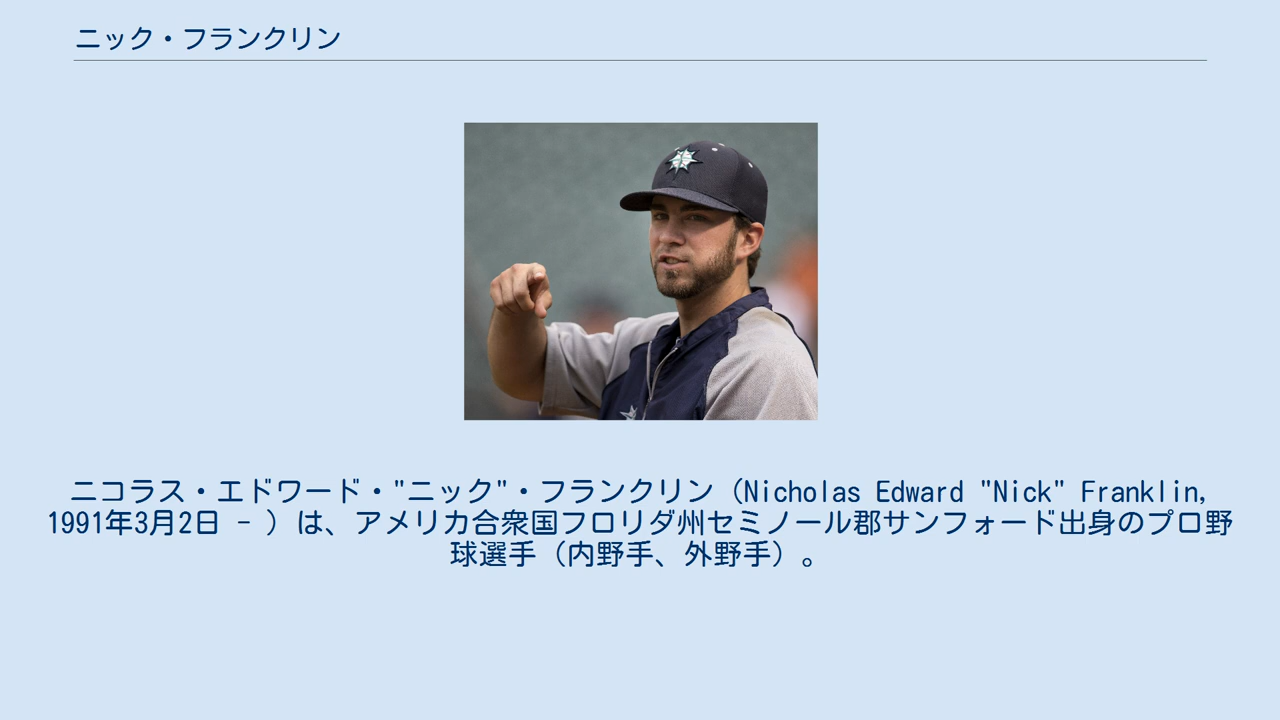 ニック・フランクリン
ニコラス・エドワード・"ニック"・フランクリン（Nicholas Edward "Nick" Franklin,
1991年3月2日 - ）は、アメリカ合衆国フロリダ州セミノール郡サンフォード出身のプロ野
球選手（内野手、外野手）。